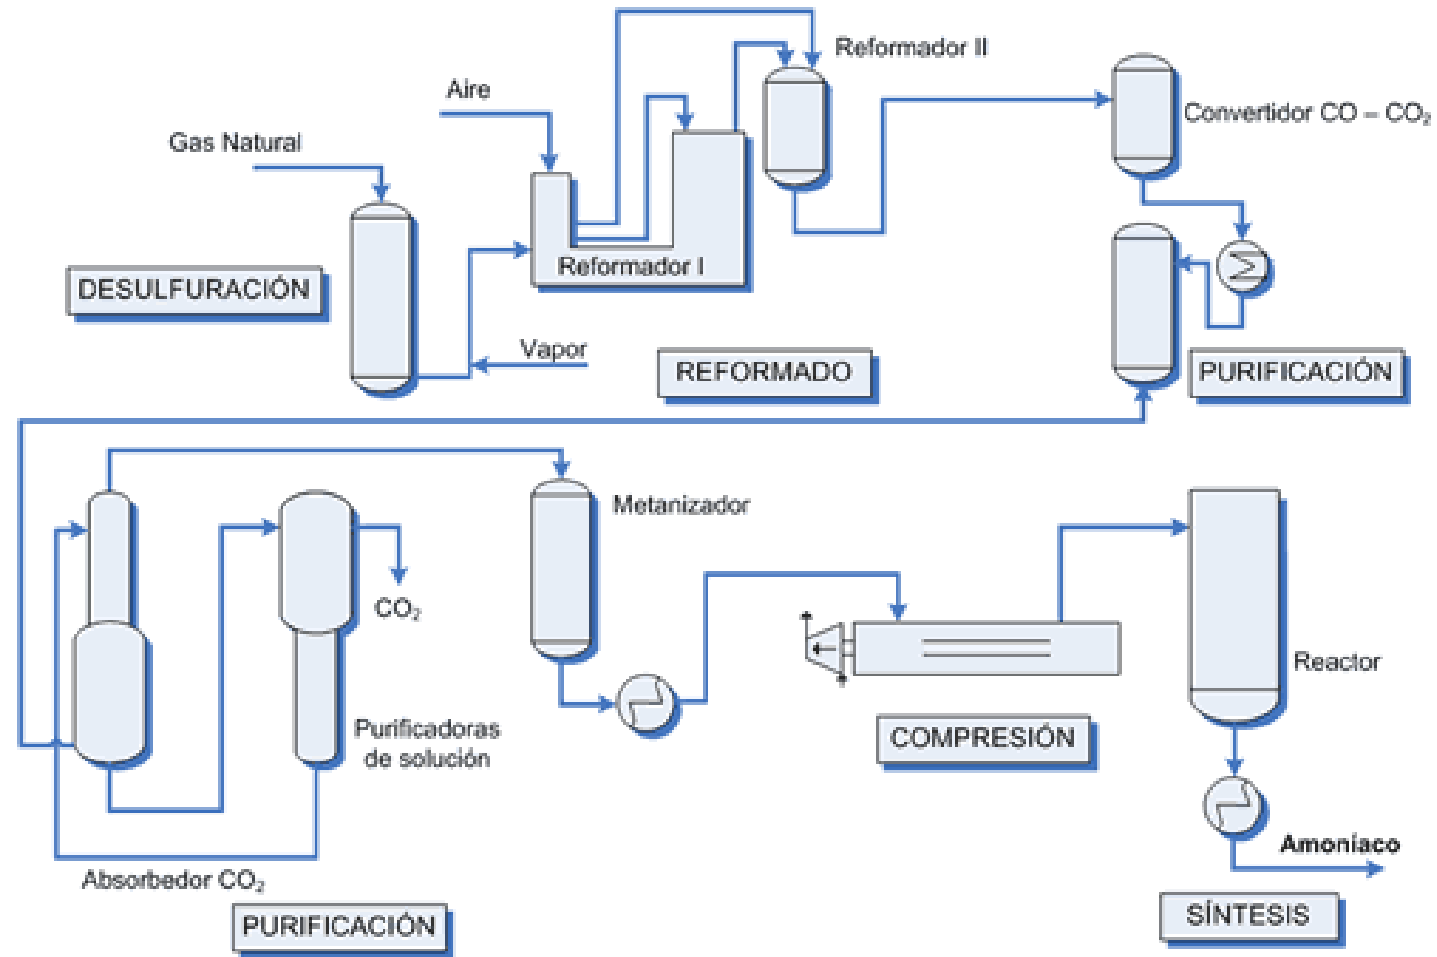 Reformador II
Aire
Convertidor CO – CO₂
Gas Natural
Reformador I
DESULFURACIÓN
Vapor
REFORMADO
PURIFICACIÓN
Metanizador
CO₂
Reactor
Purificadoras
de solución
COMPRESIÓN
Amoníaco
Absorbedor CO₂
PURIFICACIÓN
SÍNTESIS